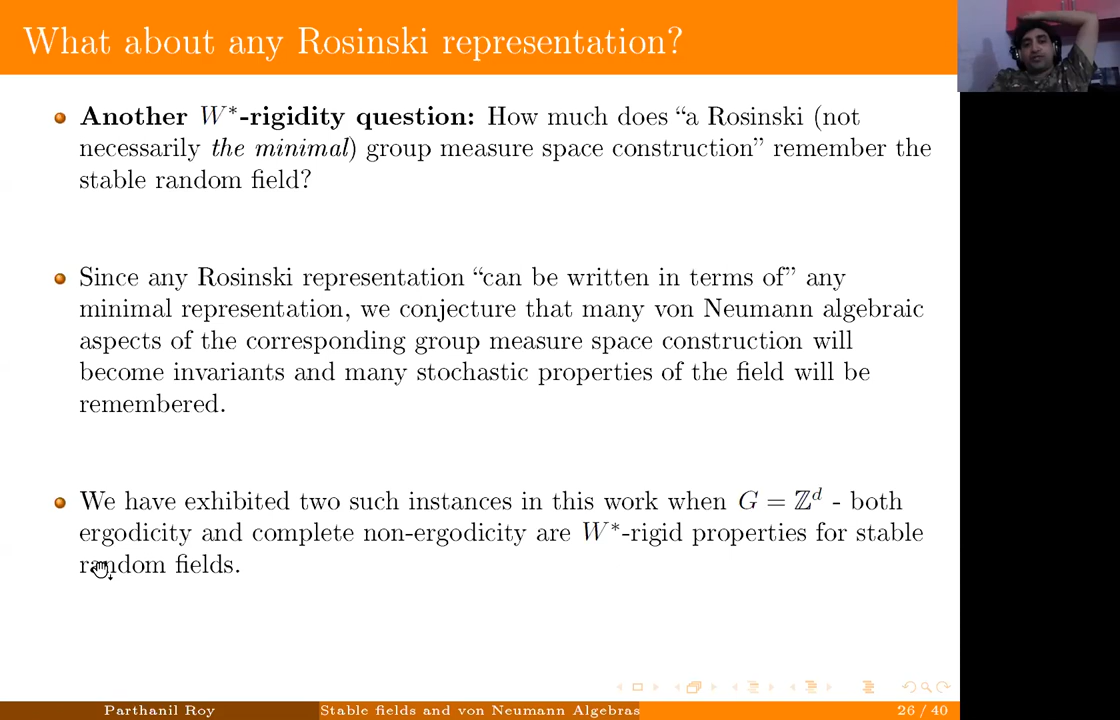 What about any Rosinski representation?
Another W*-rigidity question: How much does “a Rosinski (not
necessarily the minimal) group measure space construction” remember the
stable random field?
Since any Rosinski representation “can be written in terms of” any
minimal representation, we conjecture that many von Neumann algebraic
aspects of the corresponding group measure space construction will
become invariants and many stochastic properties of the field will be
remembered.
We have exhibited two such instances in this work when G = ℤᵈ - both
ergodicity and complete non-ergodicity are W*-rigid properties for stable
random fields.
Parthanil Roy Stable fields and von Neumann Algebras 26 / 40